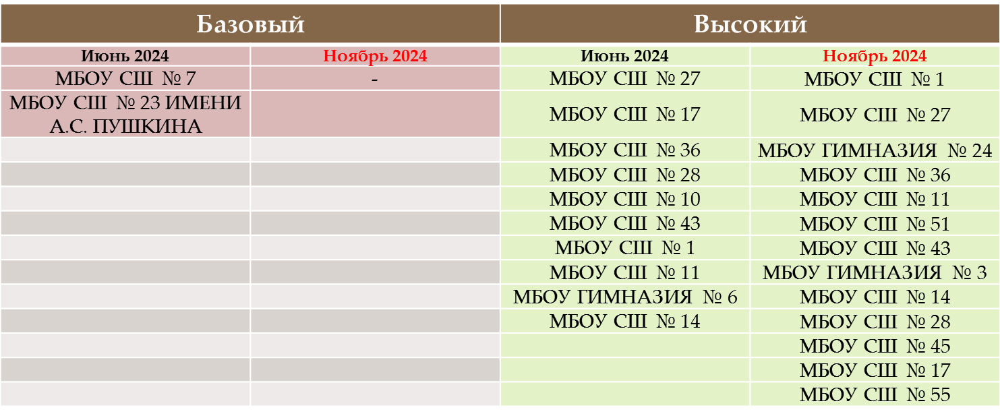 Базовый Высокий
Июнь 2024 Ноябрь 2024 Июнь 2024 Ноябрь 2024
МБОУ СШ № 7 - МБОУ СШ № 27 МБОУ СШ № 1
МБОУ СШ № 23 ИМЕНИ
А.С. ПУШКИНА
МБОУ СШ № 17 МБОУ СШ № 27
МБОУ СШ № 36 МБОУ ГИМНАЗИЯ № 24
МБОУ СШ № 28 МБОУ СШ № 36
МБОУ СШ № 10 МБОУ СШ № 11
МБОУ СШ № 43 МБОУ СШ № 51
МБОУ СШ № 1 МБОУ СШ № 43
МБОУ СШ № 11 МБОУ ГИМНАЗИЯ № 3
МБОУ ГИМНАЗИЯ № 6 МБОУ СШ № 14
МБОУ СШ № 14 МБОУ СШ № 28
МБОУ СШ № 45
МБОУ СШ № 17
МБОУ СШ № 55